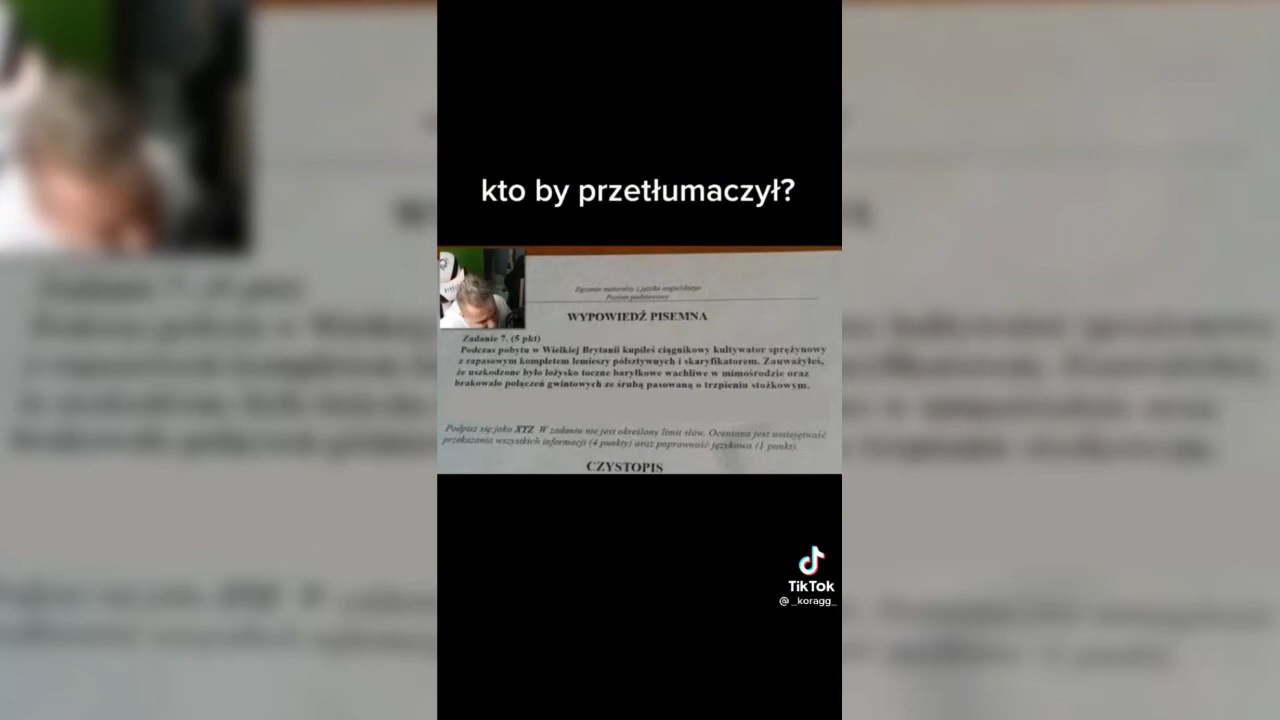 kto by przetłumaczył?
Egzamin maturalny z języka angielskiego
Poziom podstawowy
WYPOWIEDŹ PISEMNA
Zadanie 7. (5 pkt)
Podczas pobytu w Wielkiej Brytanii kupiłeś ciągnikowy kultywator sprężynowy
z zapasowym kompletem lemieszy półsztywnych i skaryfikatorem. Zauważyłeś,
że uszkodzone było łożysko toczne baryłkowe wachliwe w mimośrodzie oraz
brakowało połączeń gwintowych ze śrubą pasowaną o trzpieniu stożkowym.
Podpisz się jako XYZ. W zadaniu nie jest określony limit słów. Oceniana jest umiejętność
przekazania wszystkich informacji (4 punkty) oraz poprawność językowa (1 punkt).
CZYSTOPIS
TikTok
@_koragg_